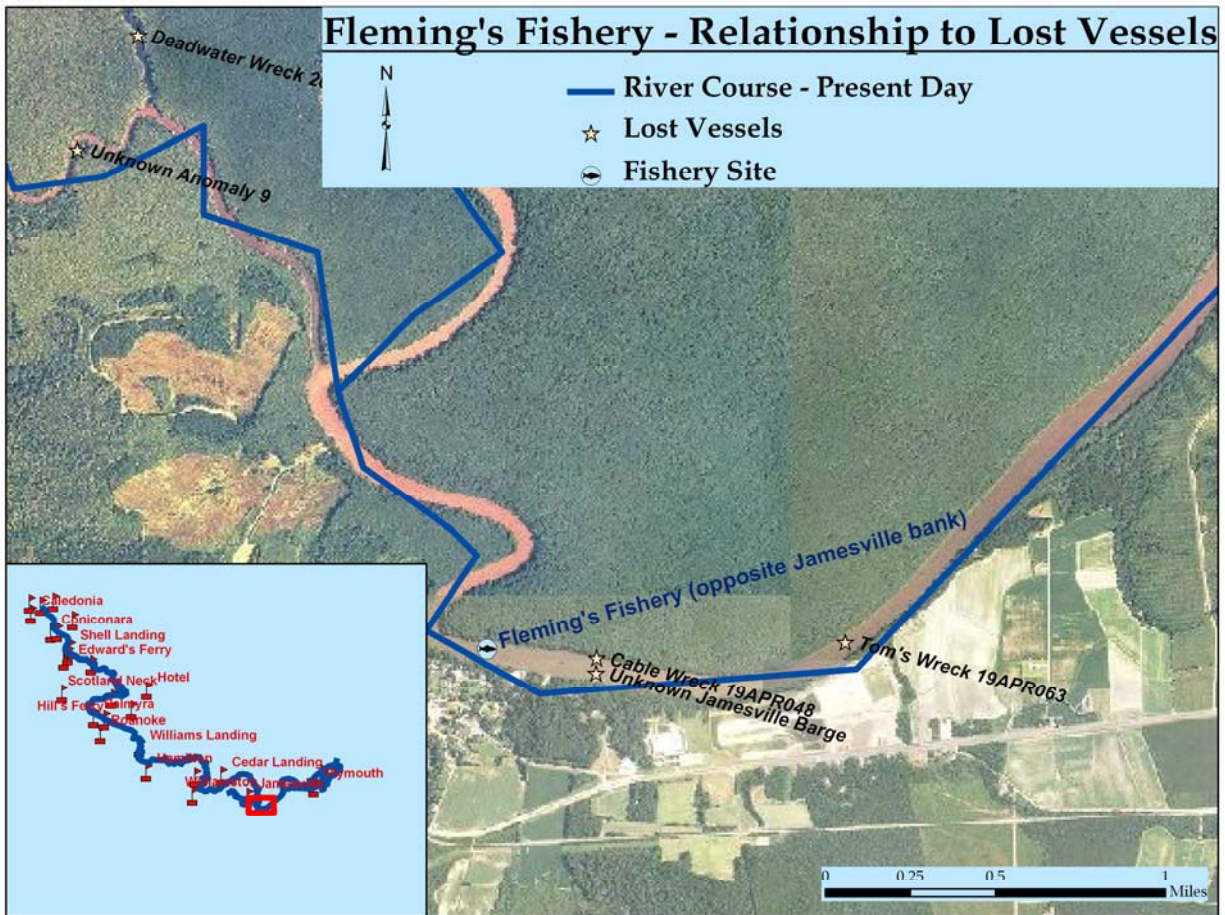 Fleming's Fishery - Relationship to Lost Vessels
N
River Course - Present Day
Lost Vessels
Fishery Site
Deadwater Wreck
Unknown Anomaly 9
Fleming's Fishery (opposite Jamesville bank)
Cable Wreck 19APR048
Unknown Jamesville Barge
Tom's Wreck 19APR063
Caledonia
Coniconara
Shell Landing
Edward's Ferry
Scotland Neck
Hotel
Hill's Ferry
Palmyra
Roanoke
Williams Landing
Hamilton
Cedar Landing
Plymouth
0 0.25 0.5 1
Miles